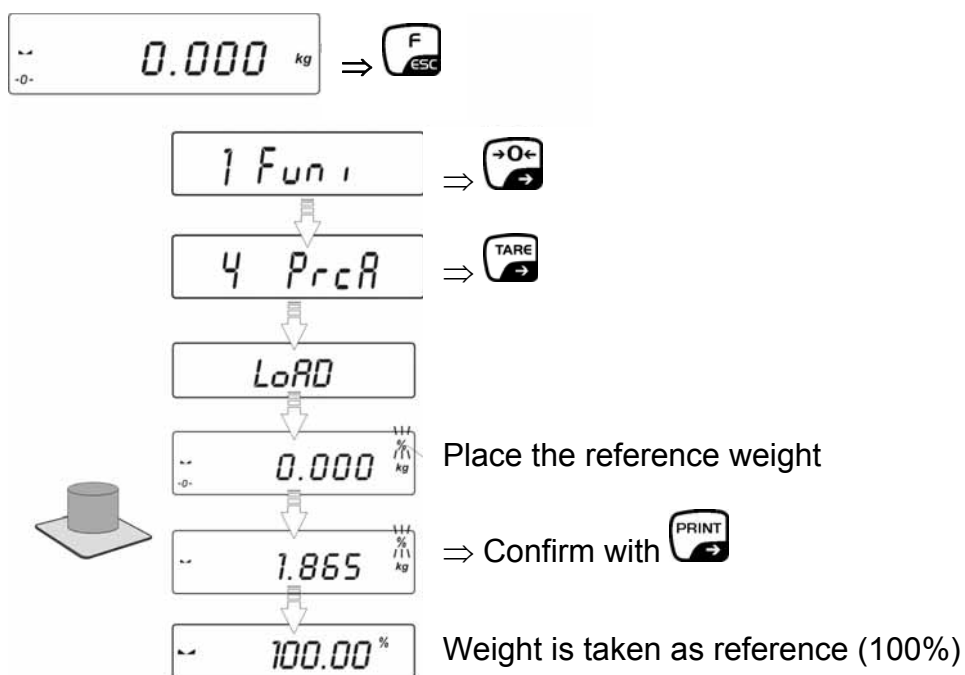 -0- 0.000 kg ⇒ F ESC
1 Funi ⇒ →0←
4 PrcA ⇒ TARE
LoAD
-0- 0.000 % kg Place the reference weight
1.865 % kg ⇒ Confirm with PRINT
100.00 % Weight is taken as reference (100%)